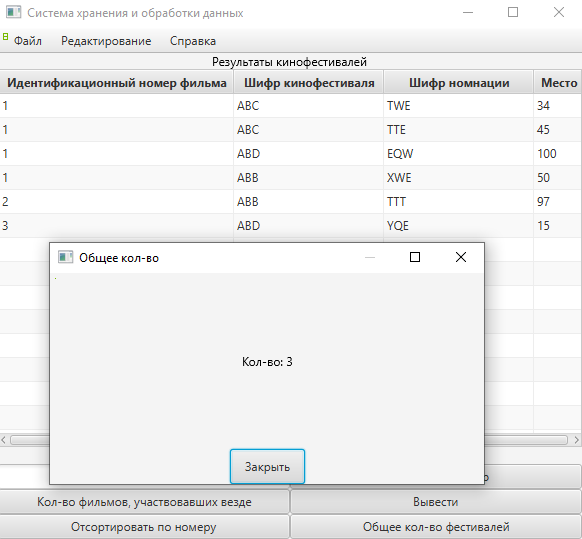 Система хранения и обработки данных
Файл Редактирование Справка
Результаты кинофестивалей
Идентификационный номер фильма Шифр кинофестиваля Шифр номнации Место
1 ABC TWE 34
1 ABC TTE 45
1 ABD EQW 100
1 ABB XWE 50
2 ABB TTT 97
3 ABD YQE 15
Общее кол-во
Кол-во: 3
Закрыть
Кол-во фильмов, участвовавших везде Вывести
Отсортировать по номеру Общее кол-во фестивалей